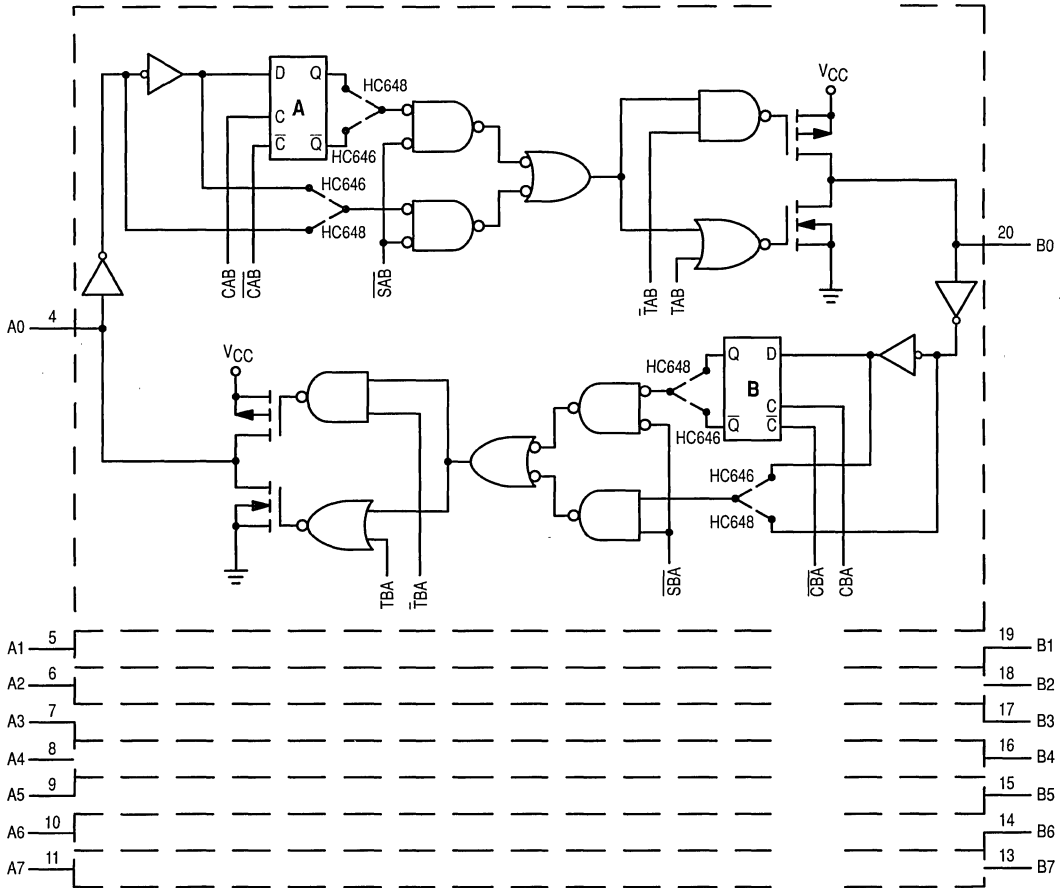 VCC
D Q
HC648
A
C
C̅ Q̅
HC646
HC646
HC648
CAB
C̅A̅B̅
S̅A̅B̅
T̅AB
TAB
20 B0
A0 4
VCC
HC648
Q D
B
C
Q̅ C̅
HC646
HC646
HC648
TBA
T̅BA
S̅B̅A̅
C̅B̅A̅
CBA
A1 5
19 B1
A2 6
18 B2
A3 7
17 B3
A4 8
16 B4
A5 9
15 B5
A6 10
14 B6
A7 11
13 B7